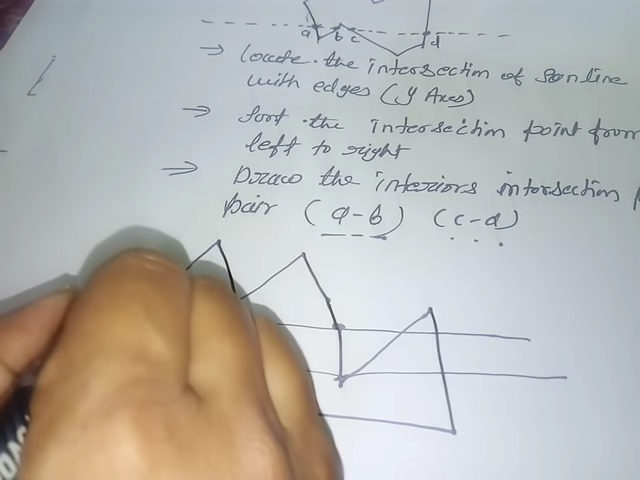 a b c d
→ locate the intersection of scanline
with edges (Y Axes)
→ sort the intersection point from
left to right
→ Draw the interiors intersection
pair (a-b) (c-d)